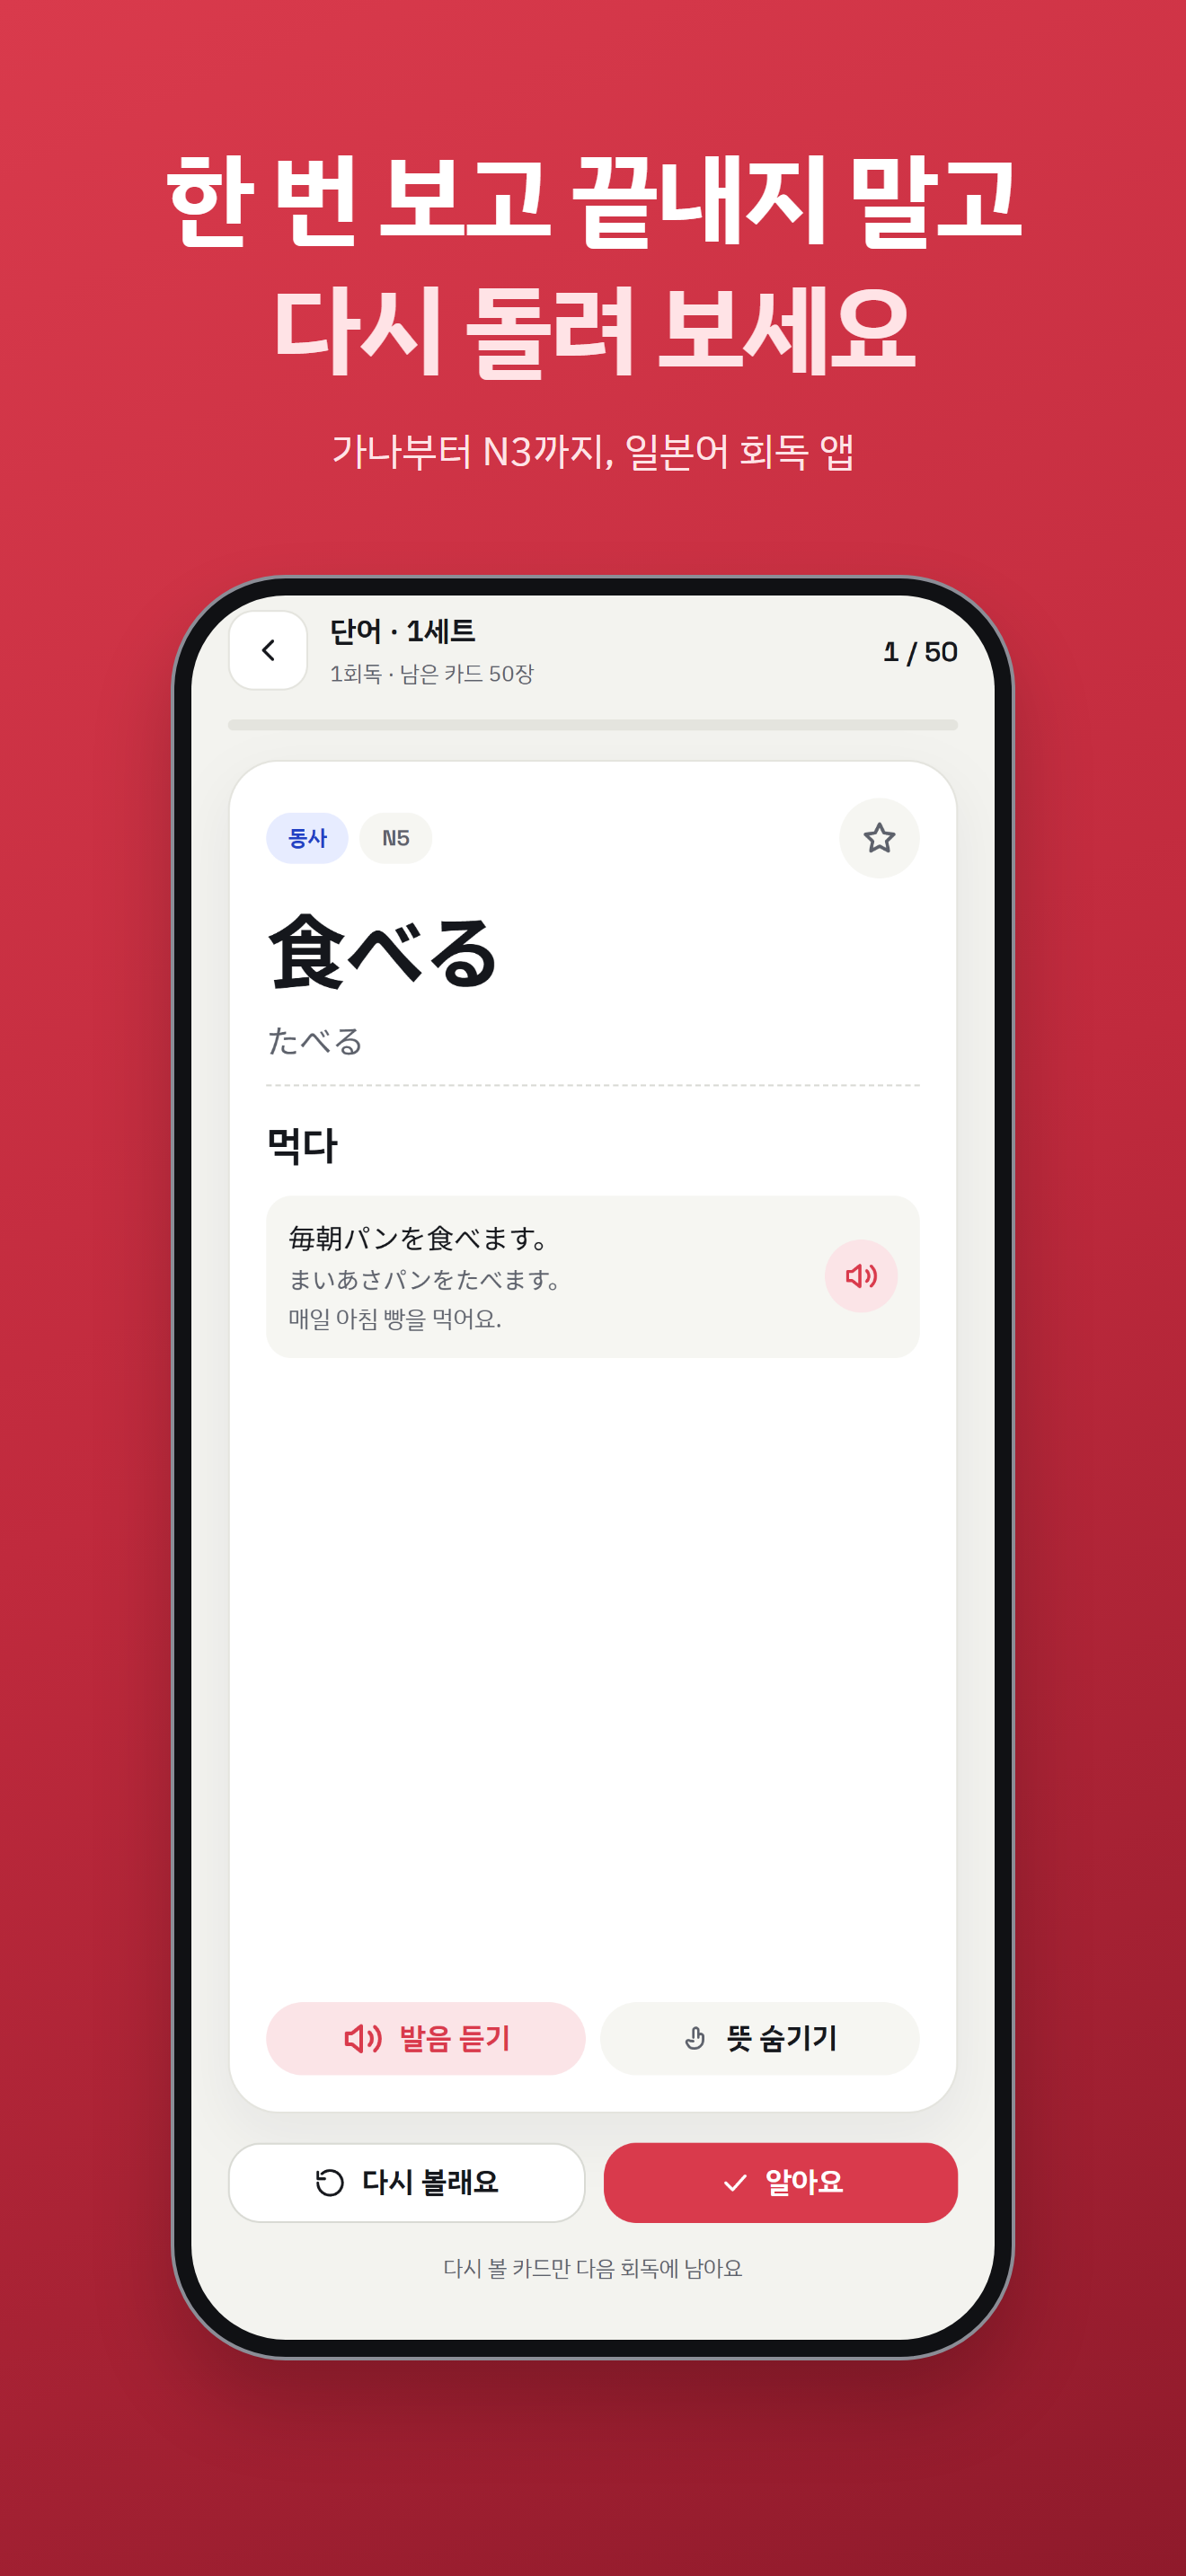 한 번 보고 끝내지 말고
다시 돌려 보세요
가나부터 N3까지, 일본어 회독 앱
단어 · 1세트
1회독 · 남은 카드 50장
1 / 50
동사
N5
食べる
たべる
먹다
毎朝パンを食べます。
まいあさパンをたべます。
매일 아침 빵을 먹어요.
발음 듣기
뜻 숨기기
다시 볼래요
알아요
다시 볼 카드만 다음 회독에 남아요